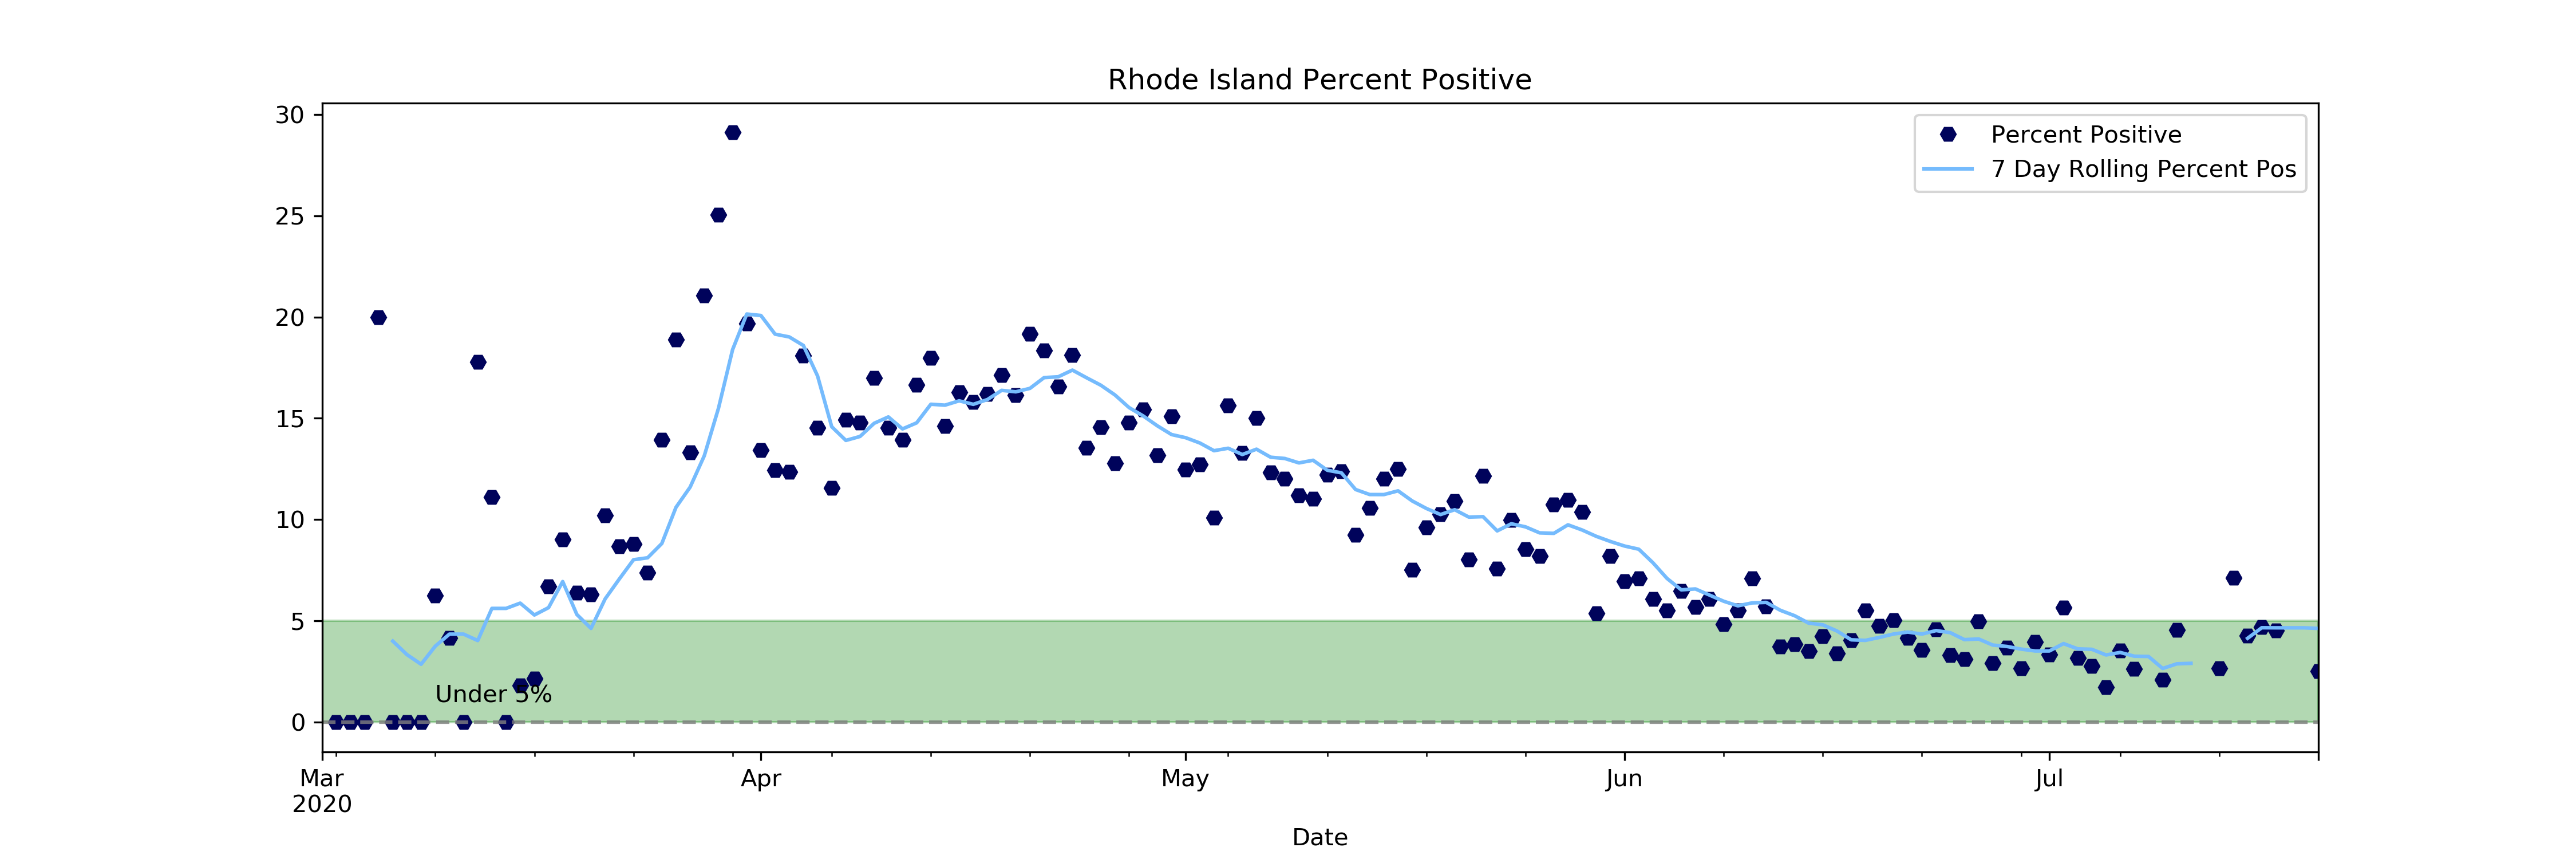 Rhode Island Percent Positive
30
25
20
15
10
5
0
Percent Positive
7 Day Rolling Percent Pos
Under 5%
Mar
2020
Apr
May
Jun
Jul
Date